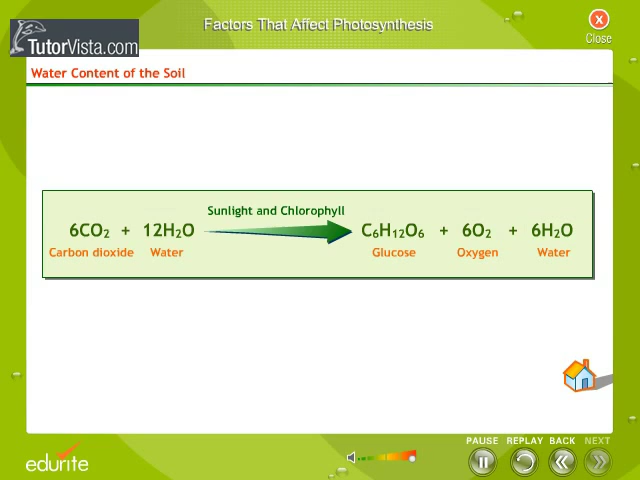 Factors That Affect Photosynthesis
X
Close
TutorVista.com
Water Content of the Soil
Sunlight and Chlorophyll
6CO₂ + 12H₂O C₆H₁₂O₆ + 6O₂ + 6H₂O
Carbon dioxide Water Glucose Oxygen Water
PAUSE REPLAY BACK NEXT
edurite